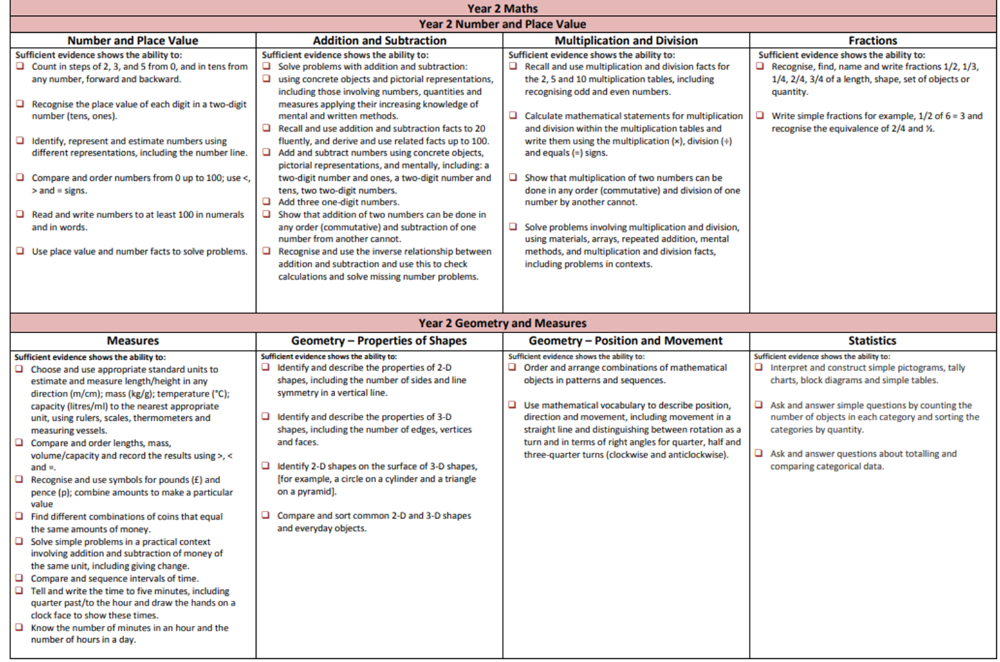 Year 2 Maths
Year 2 Number and Place Value
Number and Place Value
Sufficient evidence shows the ability to:
Count in steps of 2, 3, and 5 from 0, and in tens from
any number, forward and backward.
Recognise the place value of each digit in a two-digit
number (tens, ones).
Identify, represent and estimate numbers using
different representations, including the number line.
Compare and order numbers from 0 up to 100; use <,
> and = signs.
Read and write numbers to at least 100 in numerals
and in words.
Use place value and number facts to solve problems.
Addition and Subtraction
Sufficient evidence shows the ability to:
Solve problems with addition and subtraction:
using concrete objects and pictorial representations,
including those involving numbers, quantities and
measures applying their increasing knowledge of
mental and written methods.
Recall and use addition and subtraction facts to 20
fluently, and derive and use related facts up to 100.
Add and subtract numbers using concrete objects,
pictorial representations, and mentally, including: a
two-digit number and ones, a two-digit number and
tens, two two-digit numbers.
Add three one-digit numbers.
Show that addition of two numbers can be done in
any order (commutative) and subtraction of one
number from another cannot.
Recognise and use the inverse relationship between
addition and subtraction and use this to check
calculations and solve missing number problems.
Multiplication and Division
Sufficient evidence shows the ability to:
Recall and use multiplication and division facts for
the 2, 5 and 10 multiplication tables, including
recognising odd and even numbers.
Calculate mathematical statements for multiplication
and division within the multiplication tables and
write them using the multiplication (×), division (÷)
and equals (=) signs.
Show that multiplication of two numbers can be
done in any order (commutative) and division of one
number by another cannot.
Solve problems involving multiplication and division,
using materials, arrays, repeated addition, mental
methods, and multiplication and division facts,
including problems in contexts.
Fractions
Sufficient evidence shows the ability to:
Recognise, find, name and write fractions 1/2, 1/3,
1/4, 2/4, 3/4 of a length, shape, set of objects or
quantity.
Write simple fractions for example, 1/2 of 6 = 3 and
recognise the equivalence of 2/4 and ½.
Year 2 Geometry and Measures
Measures
Sufficient evidence shows the ability to:
Choose and use appropriate standard units to
estimate and measure length/height in any
direction (m/cm); mass (kg/g); temperature (°C);
capacity (litres/ml) to the nearest appropriate
unit, using rulers, scales, thermometers and
measuring vessels.
Compare and order lengths, mass,
volume/capacity and record the results using >, <
and =.
Recognise and use symbols for pounds (£) and
pence (p); combine amounts to make a particular
value
Find different combinations of coins that equal
the same amounts of money.
Solve simple problems in a practical context
involving addition and subtraction of money of
the same unit, including giving change.
Compare and sequence intervals of time.
Tell and write the time to five minutes, including
quarter past/to the hour and draw the hands on a
clock face to show these times.
Know the number of minutes in an hour and the
number of hours in a day.
Geometry – Properties of Shapes
Sufficient evidence shows the ability to:
Identify and describe the properties of 2-D
shapes, including the number of sides and line
symmetry in a vertical line.
Identify and describe the properties of 3-D
shapes, including the number of edges, vertices
and faces.
Identify 2-D shapes on the surface of 3-D shapes,
[for example, a circle on a cylinder and a triangle
on a pyramid].
Compare and sort common 2-D and 3-D shapes
and everyday objects.
Geometry – Position and Movement
Sufficient evidence shows the ability to:
Order and arrange combinations of mathematical
objects in patterns and sequences.
Use mathematical vocabulary to describe position,
direction and movement, including movement in a
straight line and distinguishing between rotation as a
turn and in terms of right angles for quarter, half and
three-quarter turns (clockwise and anticlockwise).
Statistics
Sufficient evidence shows the ability to:
Interpret and construct simple pictograms, tally
charts, block diagrams and simple tables.
Ask and answer simple questions by counting the
number of objects in each category and sorting the
categories by quantity.
Ask and answer questions about totalling and
comparing categorical data.